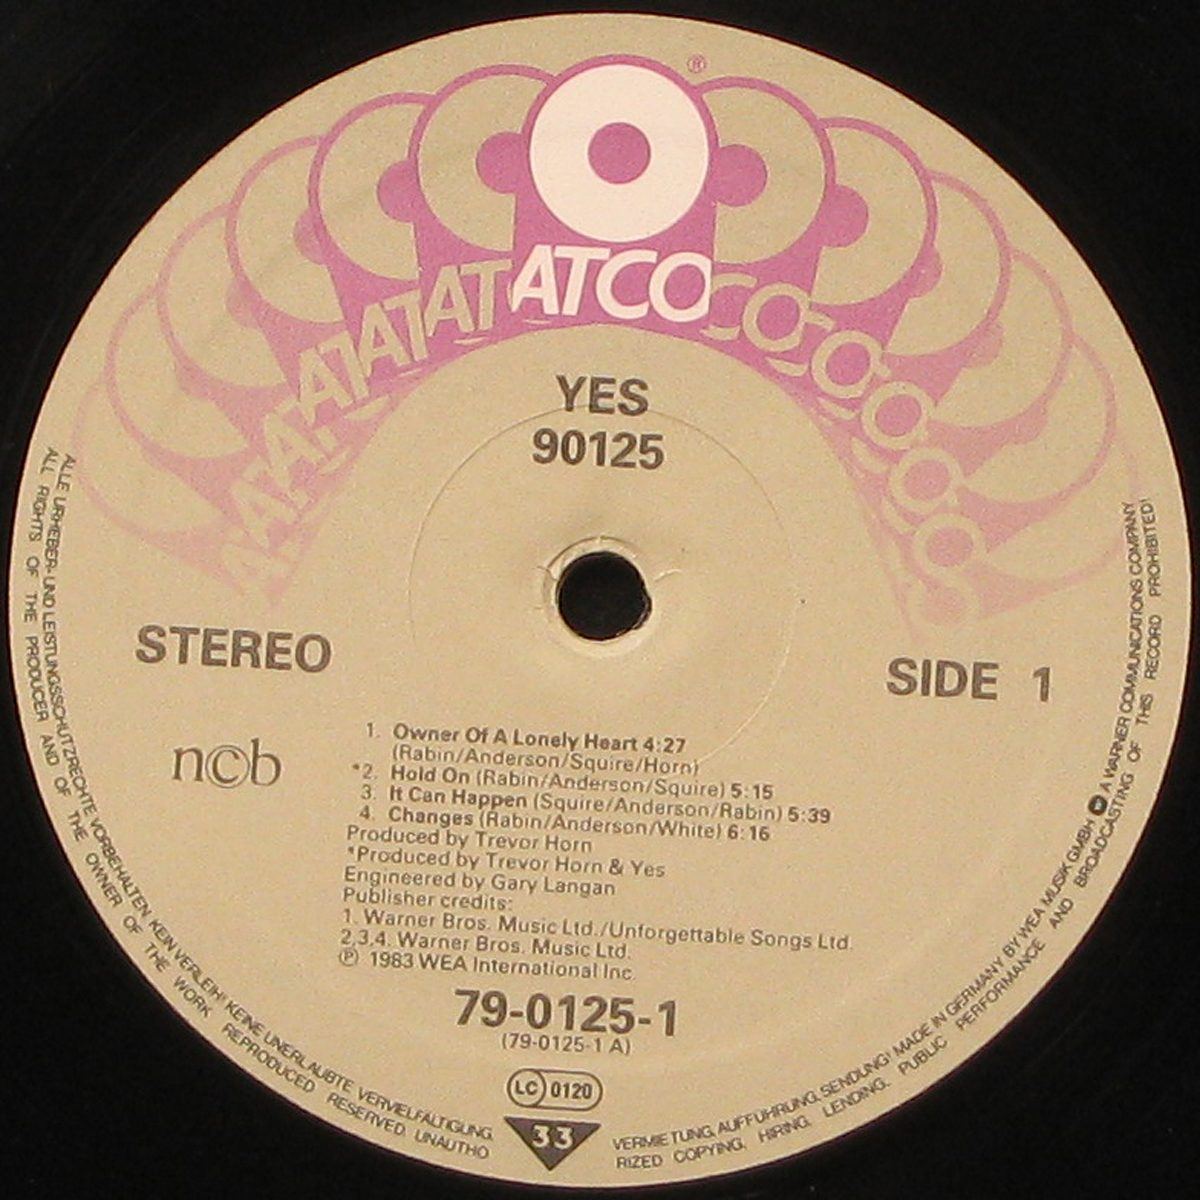 ®
ATCO
YES
90125
STEREO
SIDE 1
n©b
1. Owner Of A Lonely Heart 4:27
(Rabin/Anderson/Squire/Horn)
*2. Hold On (Rabin/Anderson/Squire) 5:15
3. It Can Happen (Squire/Anderson/Rabin) 5:39
4. Changes (Rabin/Anderson/White) 6:16
Produced by Trevor Horn
*Produced by Trevor Horn & Yes
Engineered by Gary Langan
Publisher credits:
1. Warner Bros. Music Ltd./Unforgettable Songs Ltd.
2,3,4. Warner Bros. Music Ltd.
℗ 1983 WEA International Inc.
79-0125-1
(79-0125-1 A)
LC 0120
33
ALLE URHEBER- UND LEISTUNGSSCHUTZRECHTE VORBEHALTEN KEIN VERLEIH! KEINE UNERLAUBTE VERVIELFÄLTIGUNG, VERMIETUNG, AUFFÜHRUNG, SENDUNG! MADE IN GERMANY BY WEA MUSIK GMBH A WARNER COMMUNICATIONS COMPANY
ALL RIGHTS OF THE PRODUCER AND OF THE OWNER OF THE WORK REPRODUCED RESERVED. UNAUTHORIZED COPYING, HIRING, LENDING, PUBLIC PERFORMANCE AND BROADCASTING OF THIS RECORD PROHIBITED!